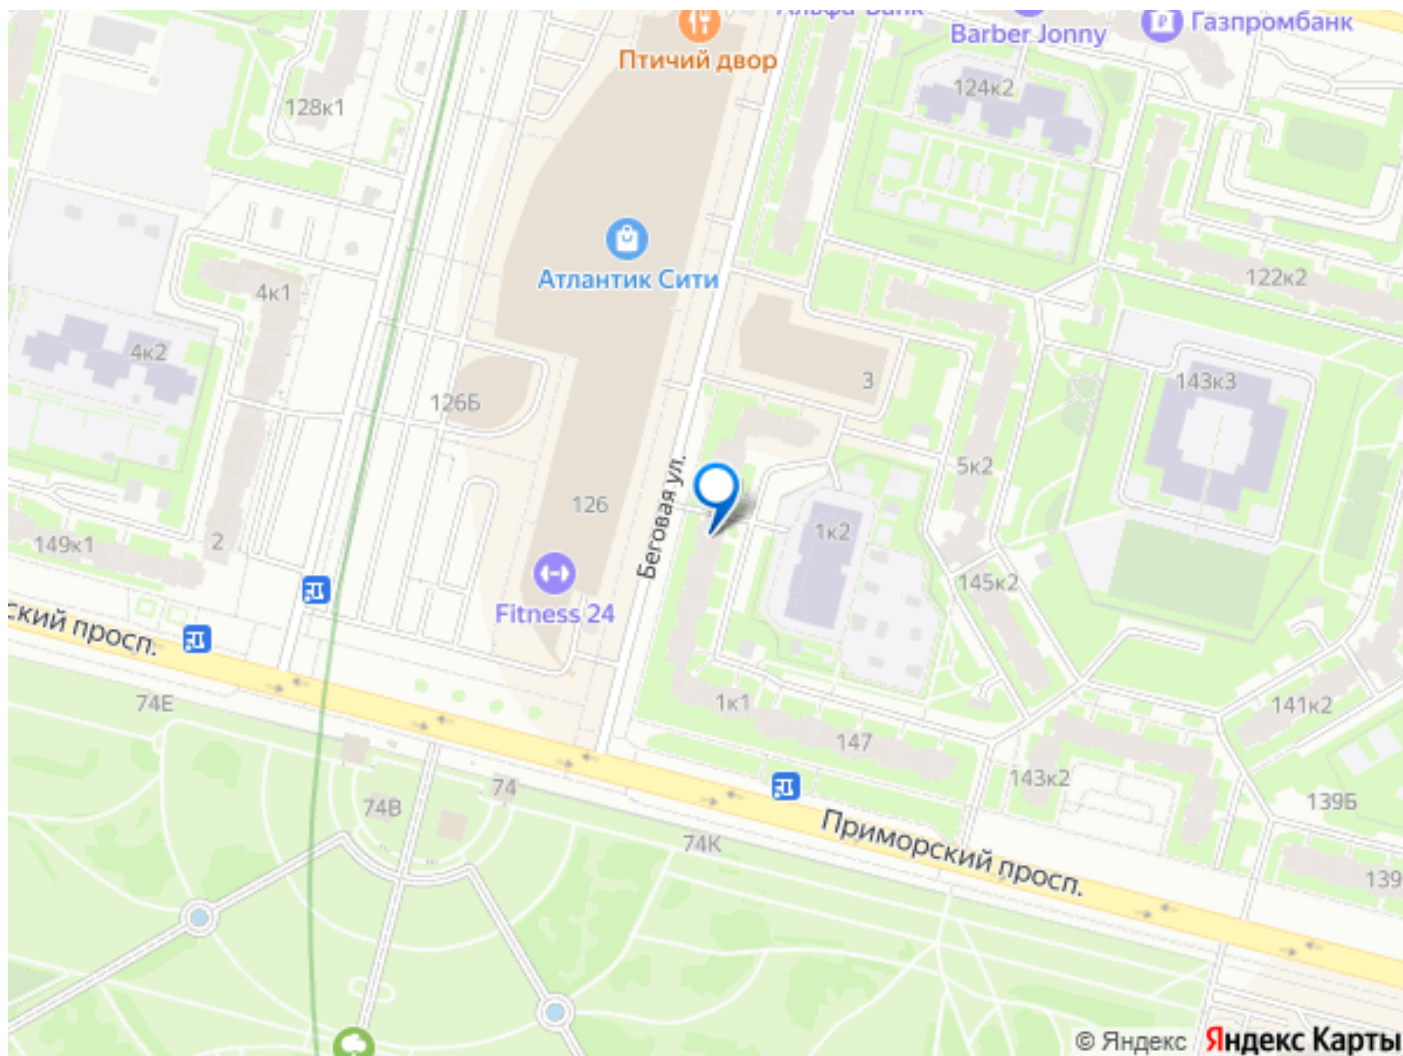 Альфа-Банк
Barber Jonny
Газпромбанк
Птичий двор
124к2
128к1
Атлантик Сити
4к1
122к2
4к2
3
143к3
126Б
5к2
126
Беговая ул.
1к2
149к1
2
145к2
Fitness 24
ский просп.
74Е
1к1
141к2
147
143к2
74
74В
139Б
74К
Приморский просп.
139
© Яндекс
Яндекс Карты